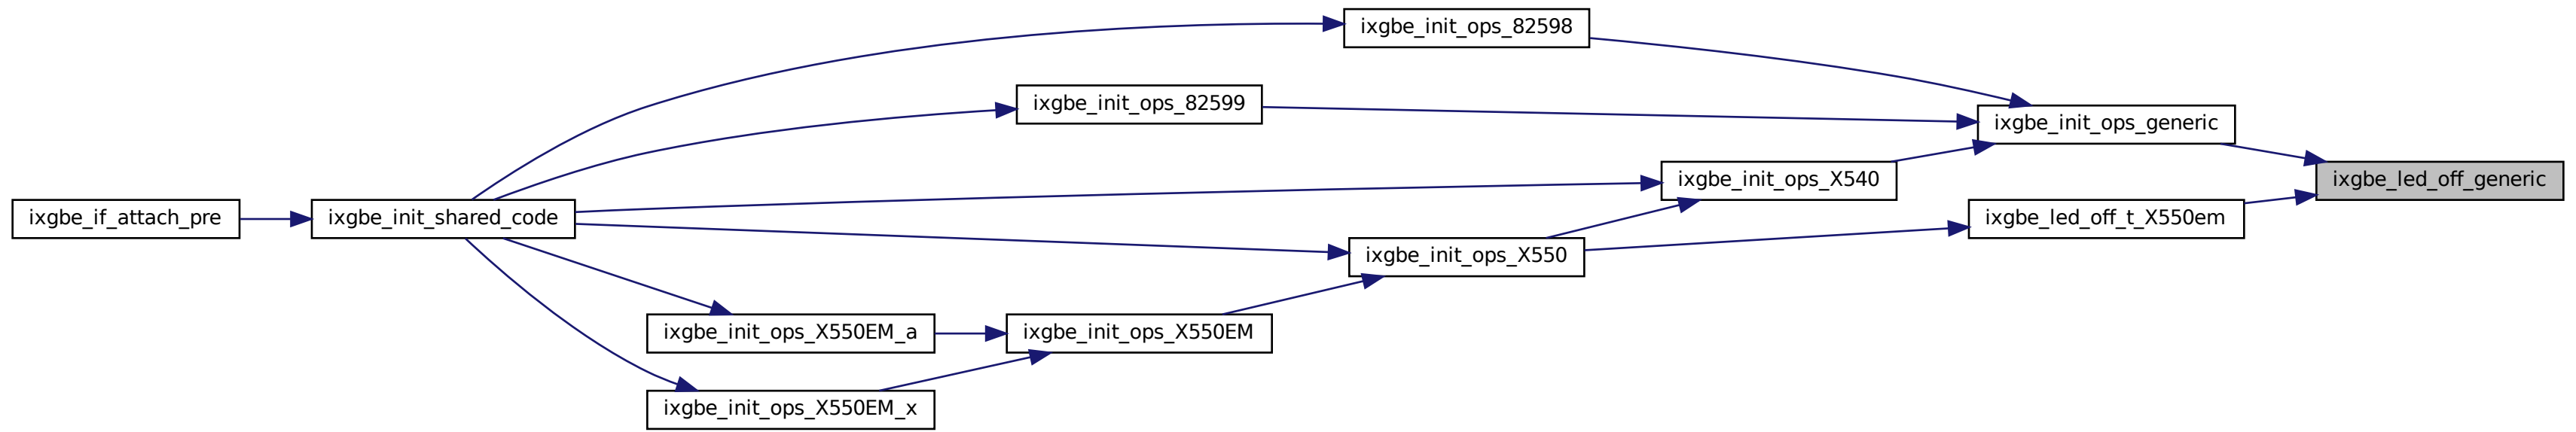 ixgbe_init_ops_82598
ixgbe_init_ops_82599
ixgbe_init_ops_generic
ixgbe_init_ops_X540
ixgbe_led_off_generic
ixgbe_if_attach_pre
ixgbe_init_shared_code
ixgbe_led_off_t_X550em
ixgbe_init_ops_X550
ixgbe_init_ops_X550EM_a
ixgbe_init_ops_X550EM
ixgbe_init_ops_X550EM_x